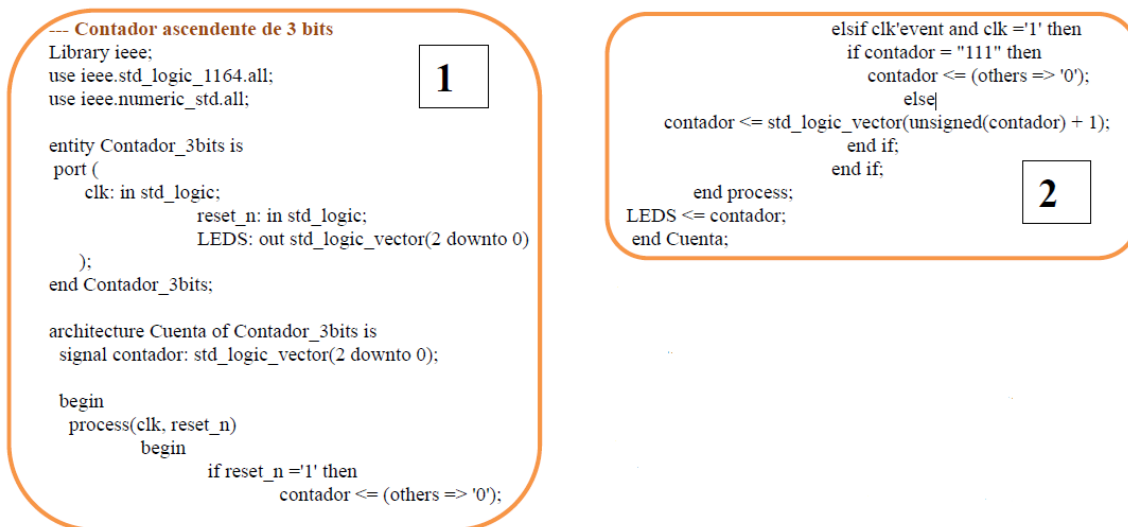 --- Contador ascendente de 3 bits
Library ieee;
use ieee.std_logic_1164.all;
use ieee.numeric_std.all;
1
entity Contador_3bits is
port (
clk: in std_logic;
reset_n: in std_logic;
LEDS: out std_logic_vector(2 downto 0)
);
end Contador_3bits;
architecture Cuenta of Contador_3bits is
signal contador: std_logic_vector(2 downto 0);
begin
process(clk, reset_n)
begin
if reset_n ='1' then
contador <= (others => '0');
elsif clk'event and clk ='1' then
if contador = "111" then
contador <= (others => '0');
else
contador <= std_logic_vector(unsigned(contador) + 1);
end if;
end if;
2
end process;
LEDS <= contador;
end Cuenta;